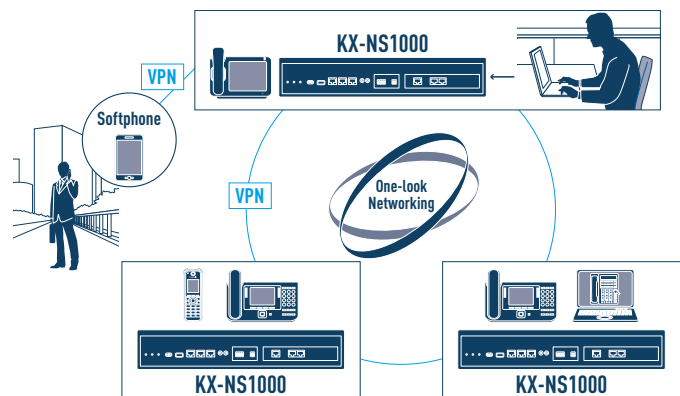 KX-NS1000
VPN
Softphone
VPN
One-look
Networking
KX-NS1000
KX-NS1000